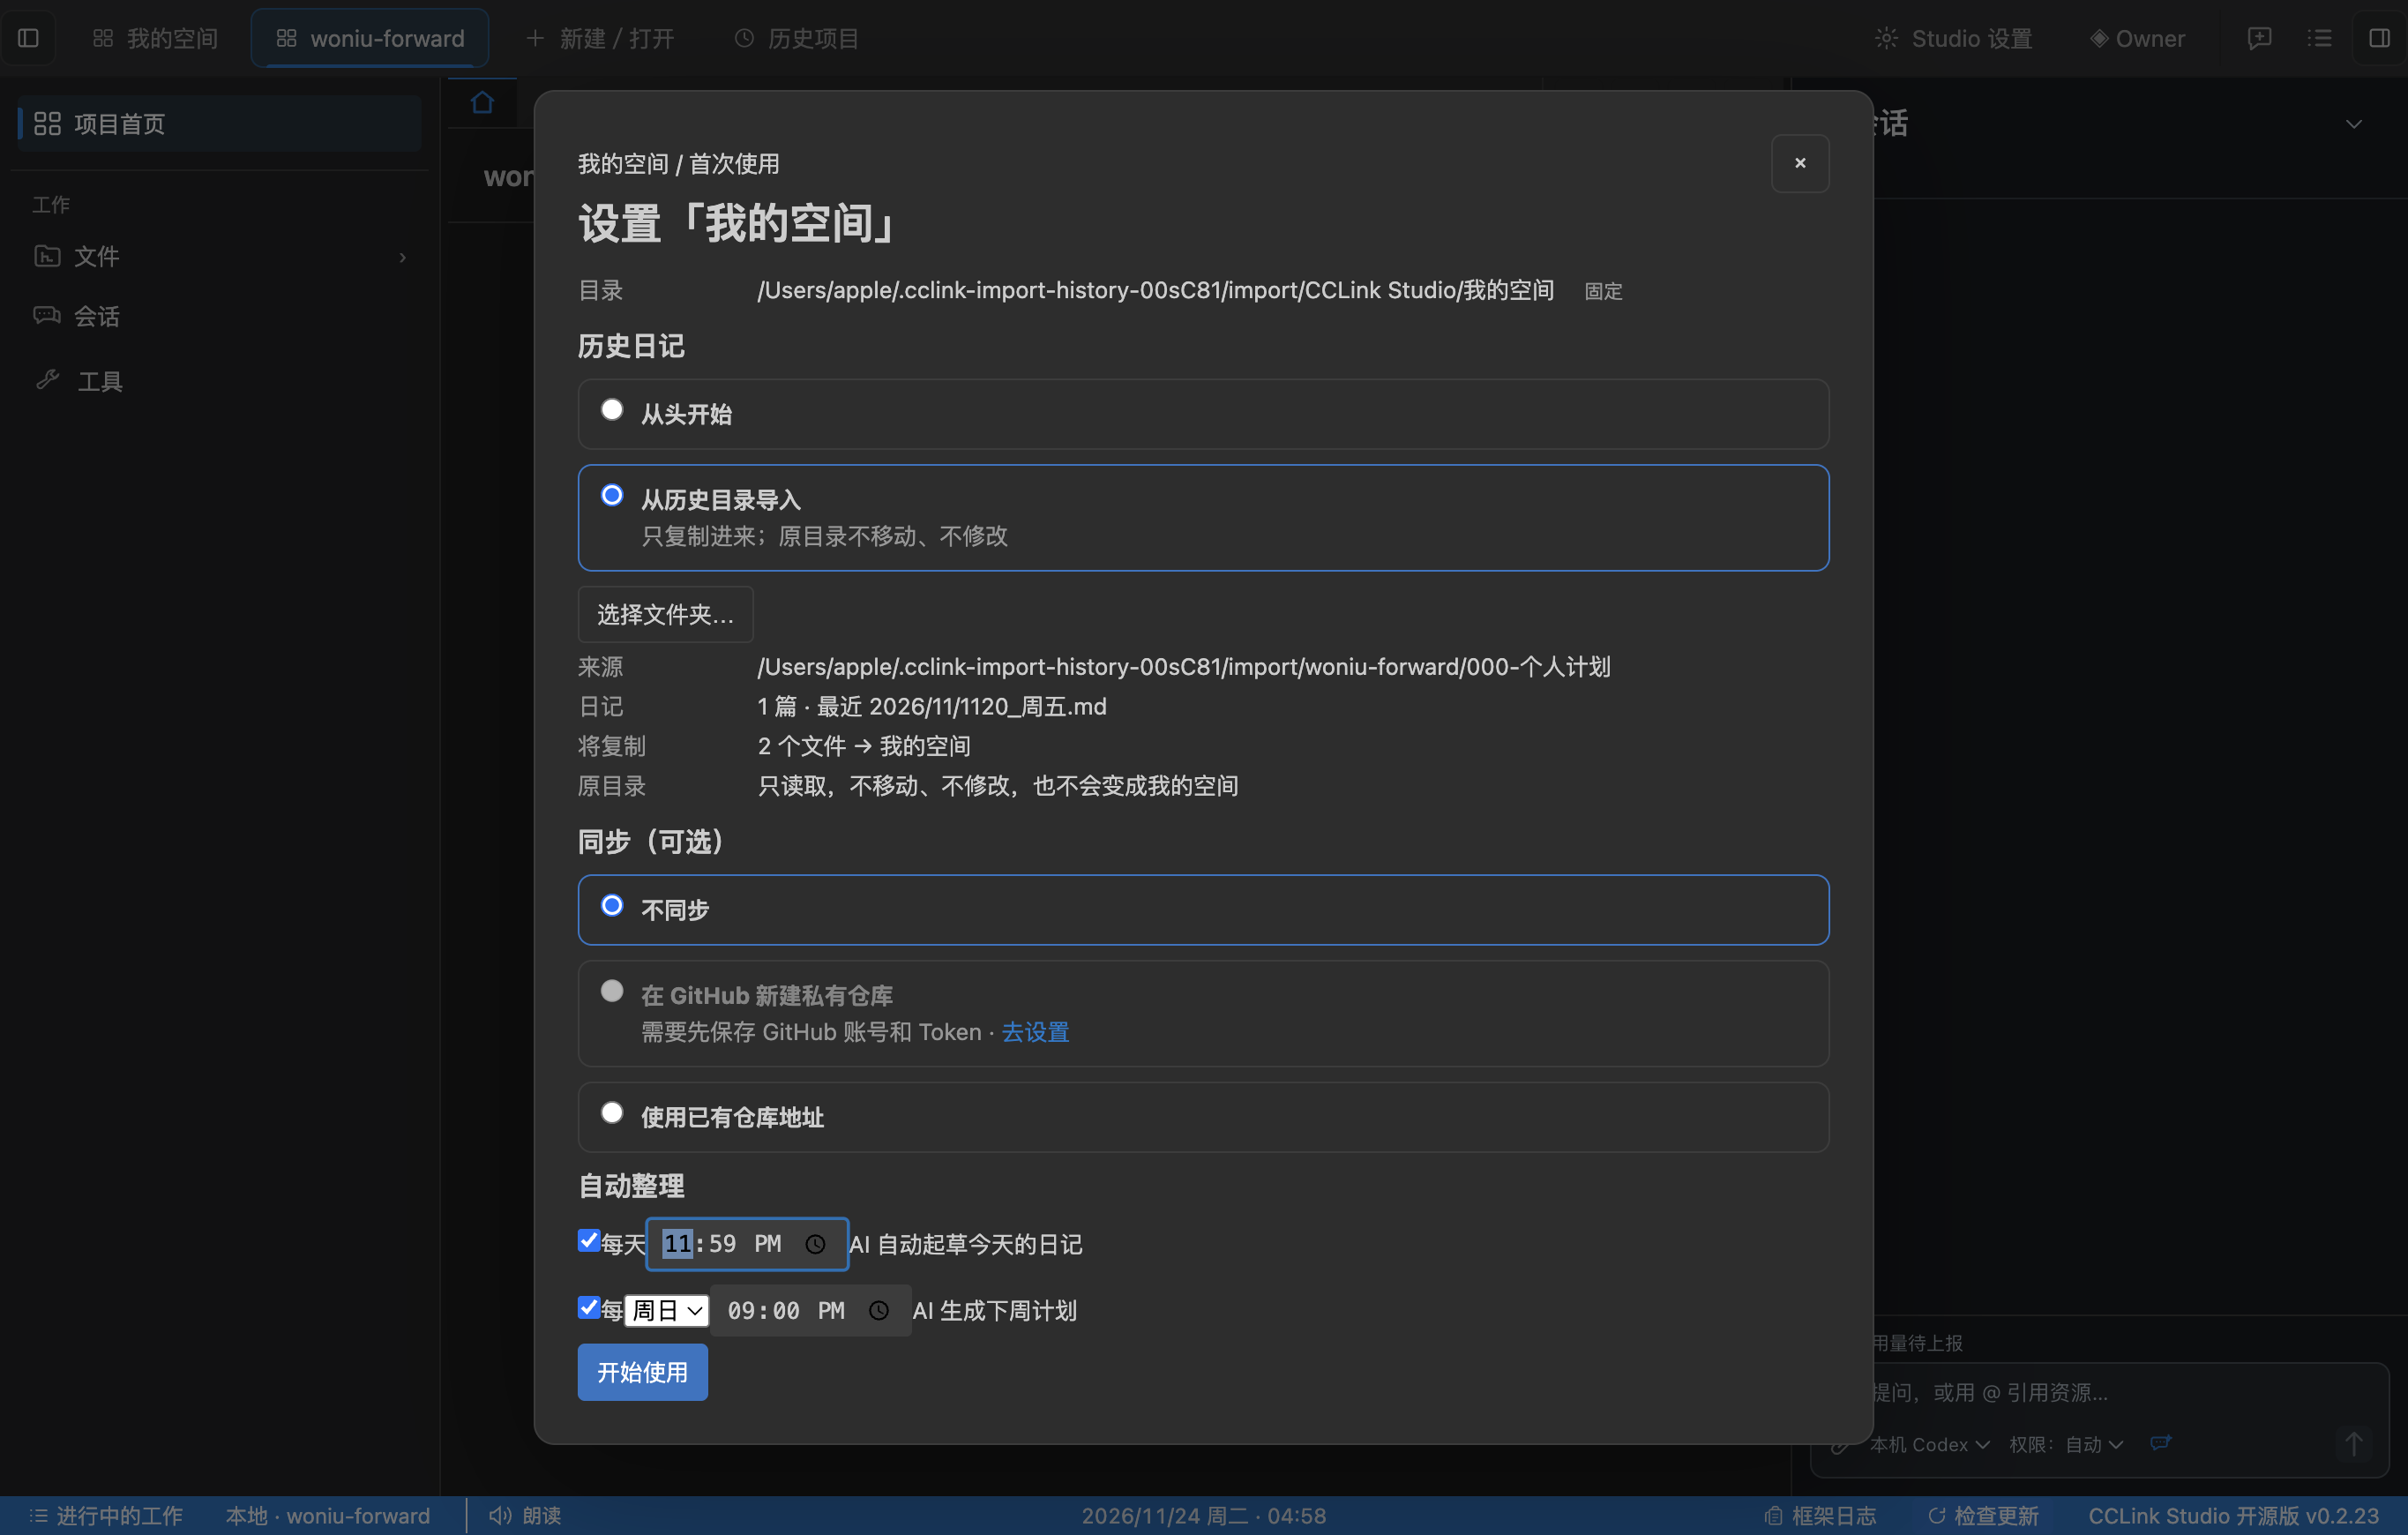 我的空间
woniu-forward
新建 / 打开
历史项目
Studio 设置
Owner
项目首页
工作
文件
会话
工具
我的空间 / 首次使用
×
设置「我的空间」
目录 /Users/apple/.cclink-import-history-00sC81/import/CCLink Studio/我的空间 固定
历史日记
从头开始
从历史目录导入
只复制进来；原目录不移动、不修改
选择文件夹...
来源 /Users/apple/.cclink-import-history-00sC81/import/woniu-forward/000-个人计划
日记 1 篇 · 最近 2026/11/1120_周五.md
将复制 2 个文件 → 我的空间
原目录 只读取，不移动、不修改，也不会变成我的空间
同步（可选）
不同步
在 GitHub 新建私有仓库
需要先保存 GitHub 账号和 Token · 去设置
使用已有仓库地址
自动整理
每天 11:59 PM AI 自动起草今天的日记
每 周日 09:00 PM AI 生成下周计划
开始使用
话
用量待上报
提问，或用 @ 引用资源...
本机 Codex 权限：自动
进行中的工作
本地 · woniu-forward
朗读
2026/11/24 周二 · 04:58
框架日志
检查更新
CCLink Studio 开源版 v0.2.23